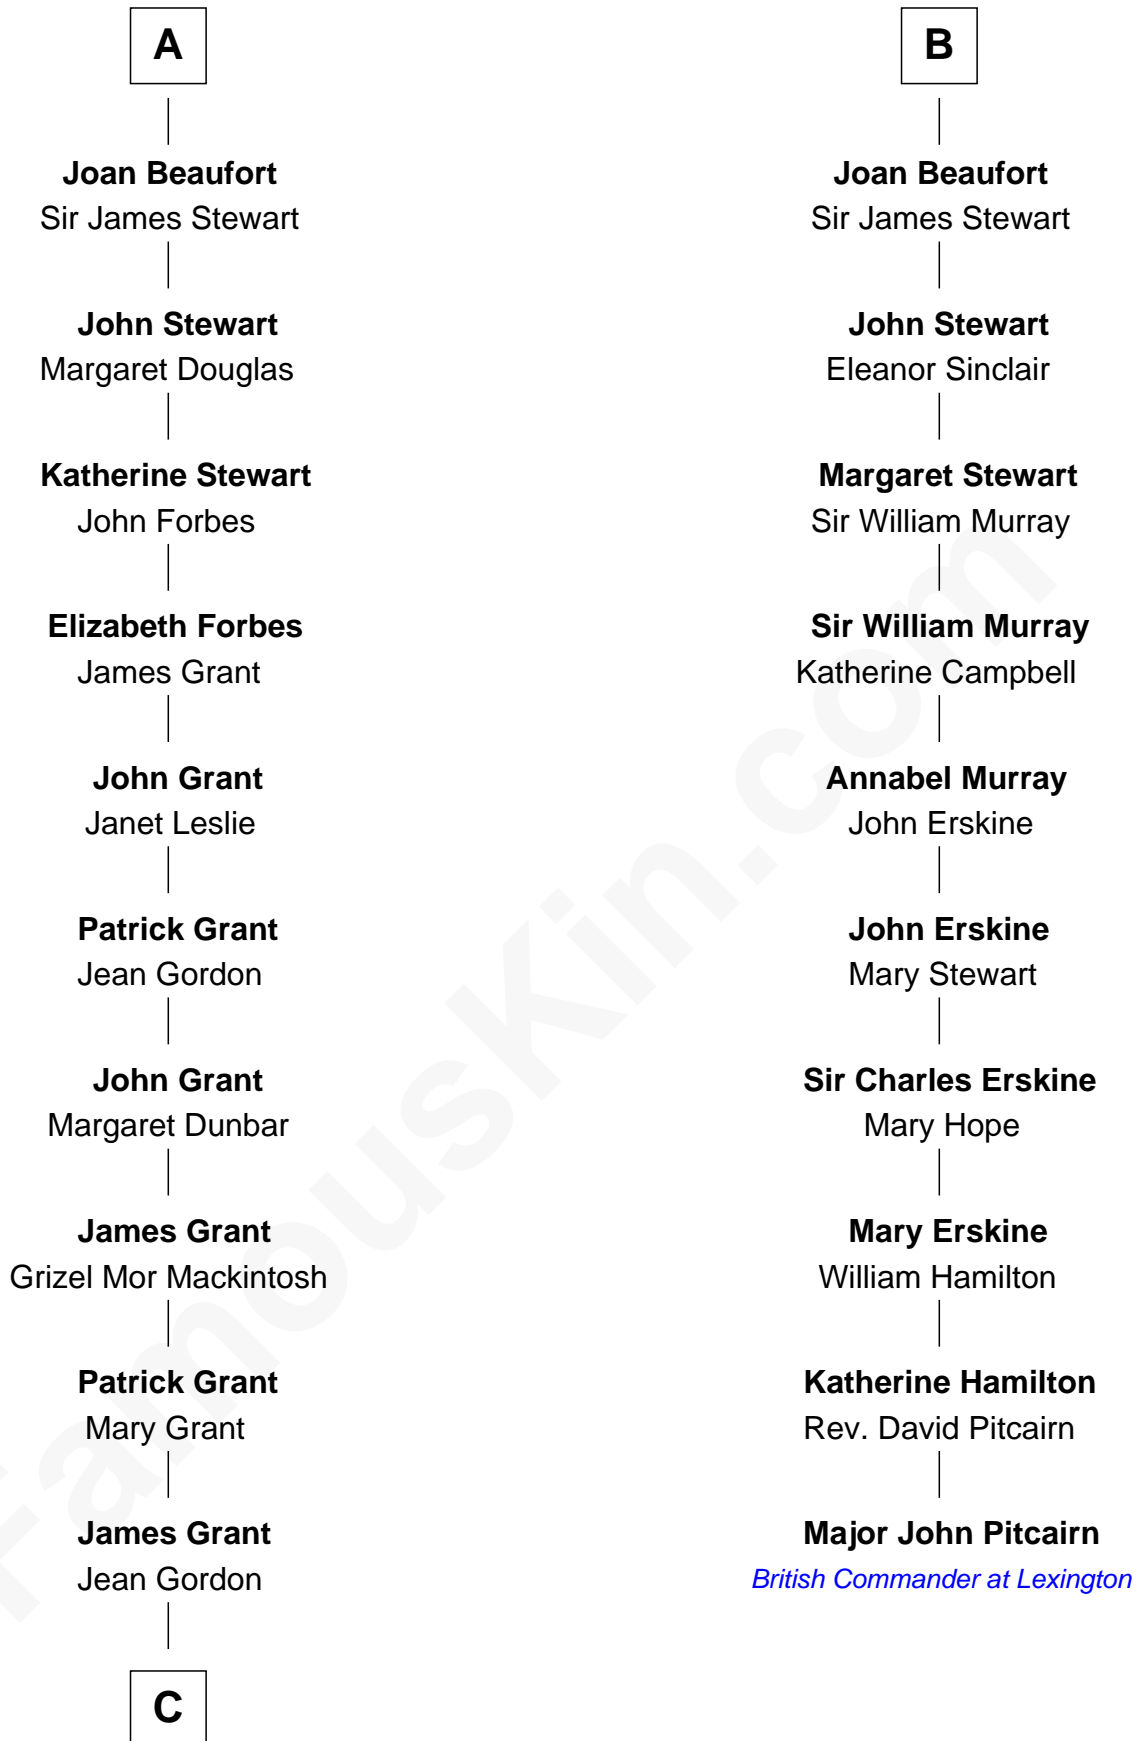 A
Joan Beaufort
Sir James Stewart
John Stewart
Margaret Douglas
Katherine Stewart
John Forbes
Elizabeth Forbes
James Grant
John Grant
Janet Leslie
Patrick Grant
Jean Gordon
John Grant
Margaret Dunbar
James Grant
Grizel Mor Mackintosh
Patrick Grant
Mary Grant
James Grant
Jean Gordon
C
B
Joan Beaufort
Sir James Stewart
John Stewart
Eleanor Sinclair
Margaret Stewart
Sir William Murray
Sir William Murray
Katherine Campbell
Annabel Murray
John Erskine
John Erskine
Mary Stewart
Sir Charles Erskine
Mary Hope
Mary Erskine
William Hamilton
Katherine Hamilton
Rev. David Pitcairn
Major John Pitcairn
British Commander at Lexington
FamousKin.com